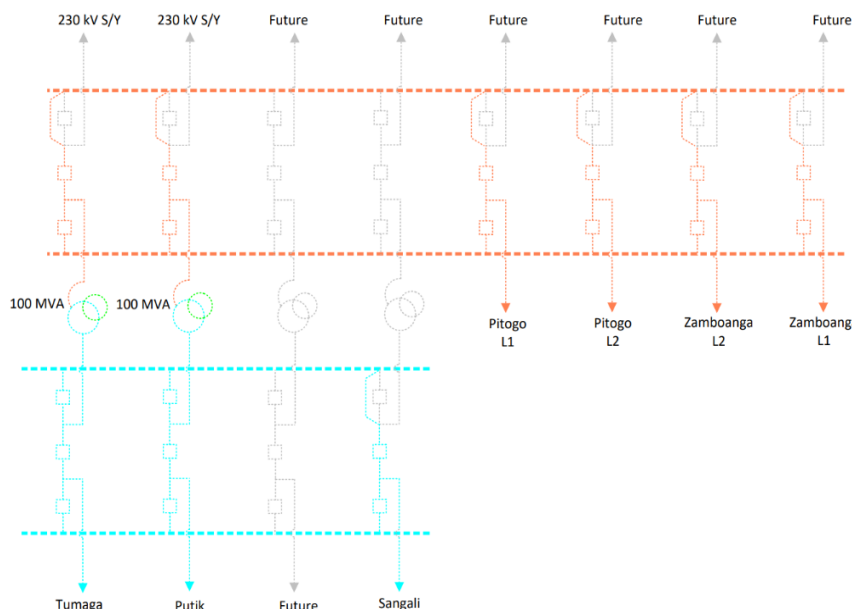 230 kV S/Y 230 kV S/Y Future Future Future Future Future Future
100 MVA 100 MVA
Pitogo Pitogo Zamboanga Zamboang
L1 L2 L2 L1
Tumaga Putik Future Sangali